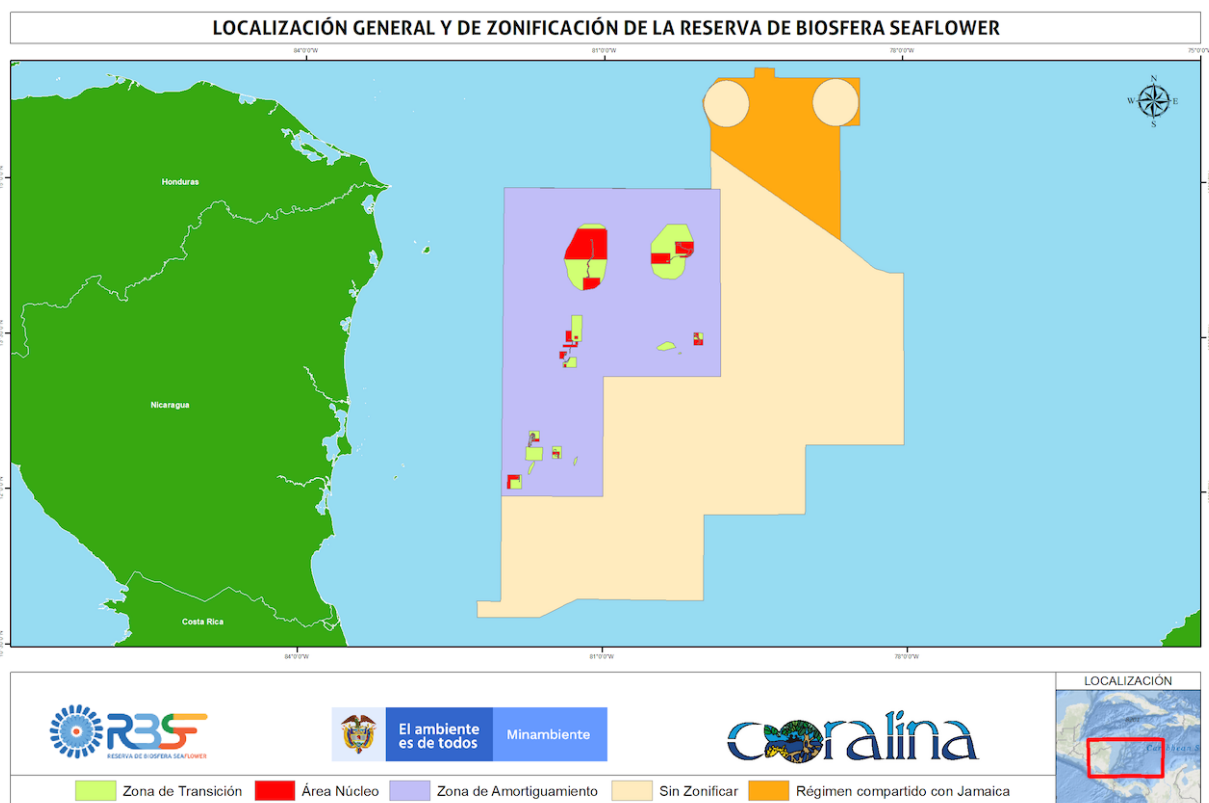 LOCALIZACIÓN GENERAL Y DE ZONIFICACIÓN DE LA RESERVA DE BIOSFERA SEAFLOWER
84°0'0"W 81°0'0"W 78°0'0"W 75°0'0"W
N
W E
S
Honduras
Nicaragua
Costa Rica
84°0'0"W 81°0'0"W 78°0'0"W
LOCALIZACIÓN
RBSF
RESERVA DE BIOSFERA SEAFLOWER
El ambiente
es de todos
Minambiente
coralina
Caribbean
Zona de Transición
Área Núcleo
Zona de Amortiguamiento
Sin Zonificar
Régimen compartido con Jamaica